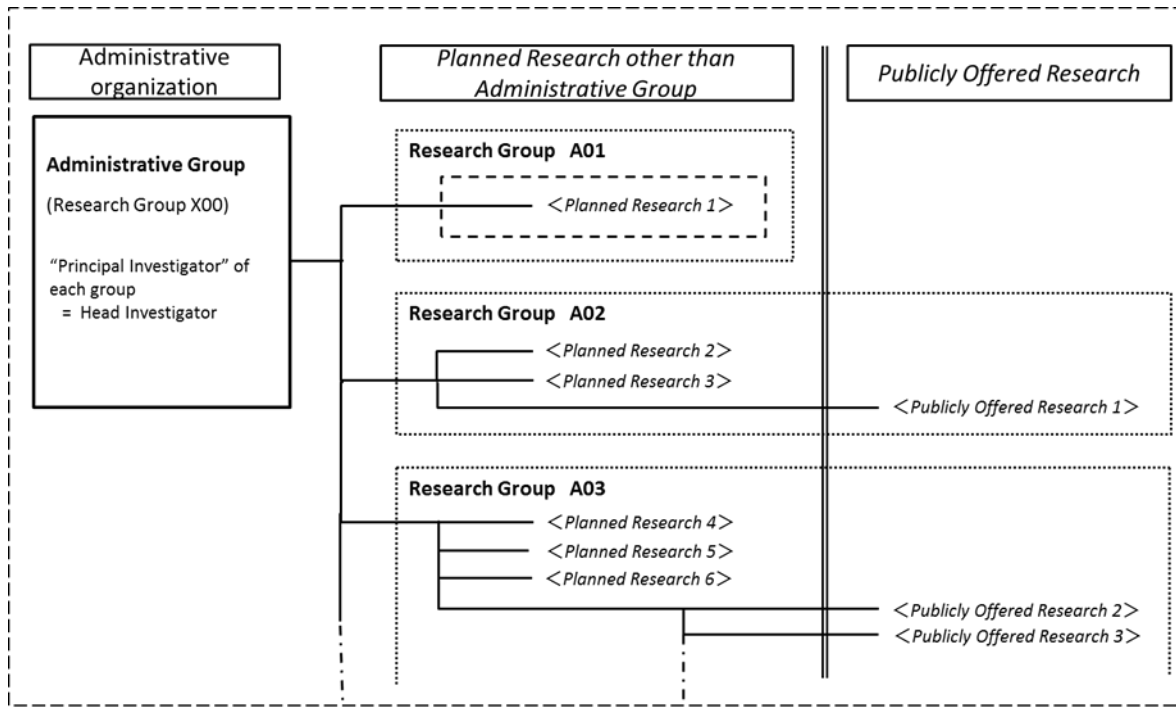 Administrative
organization
Planned Research other than
Administrative Group
Publicly Offered Research
Administrative Group
(Research Group X00)
“Principal Investigator” of
each group
= Head Investigator
Research Group A01
＜Planned Research 1＞
Research Group A02
＜Planned Research 2＞
＜Planned Research 3＞
＜Publicly Offered Research 1＞
Research Group A03
＜Planned Research 4＞
＜Planned Research 5＞
＜Planned Research 6＞
＜Publicly Offered Research 2＞
＜Publicly Offered Research 3＞